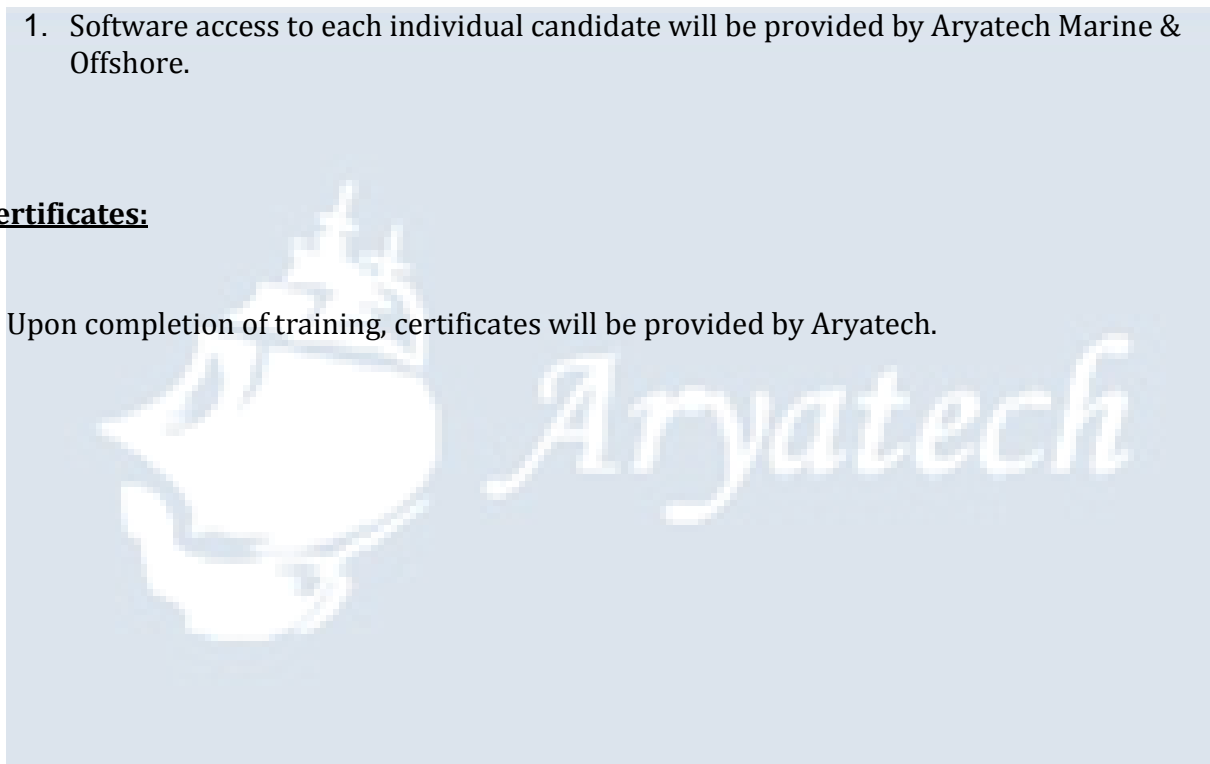 1. Software access to each individual candidate will be provided by Aryatech Marine &
Offshore.
ertificates:
Upon completion of training, certificates will be provided by Aryatech.
Aryatech